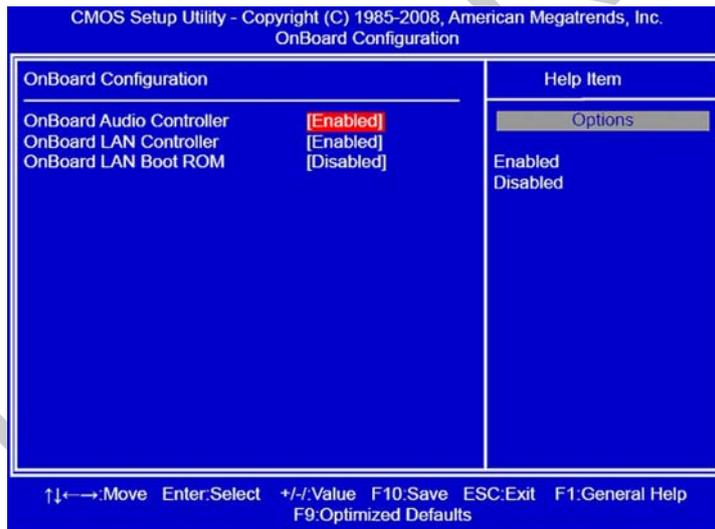 CMOS Setup Utility - Copyright (C) 1985-2008, American Megatrends, Inc.
OnBoard Configuration
OnBoard Configuration
Help Item
OnBoard Audio Controller [Enabled]
OnBoard LAN Controller [Enabled]
OnBoard LAN Boot ROM [Disabled]
Options
Enabled
Disabled
↑↓←→:Move Enter:Select +/-/:Value F10:Save ESC:Exit F1:General Help
F9:Optimized Defaults